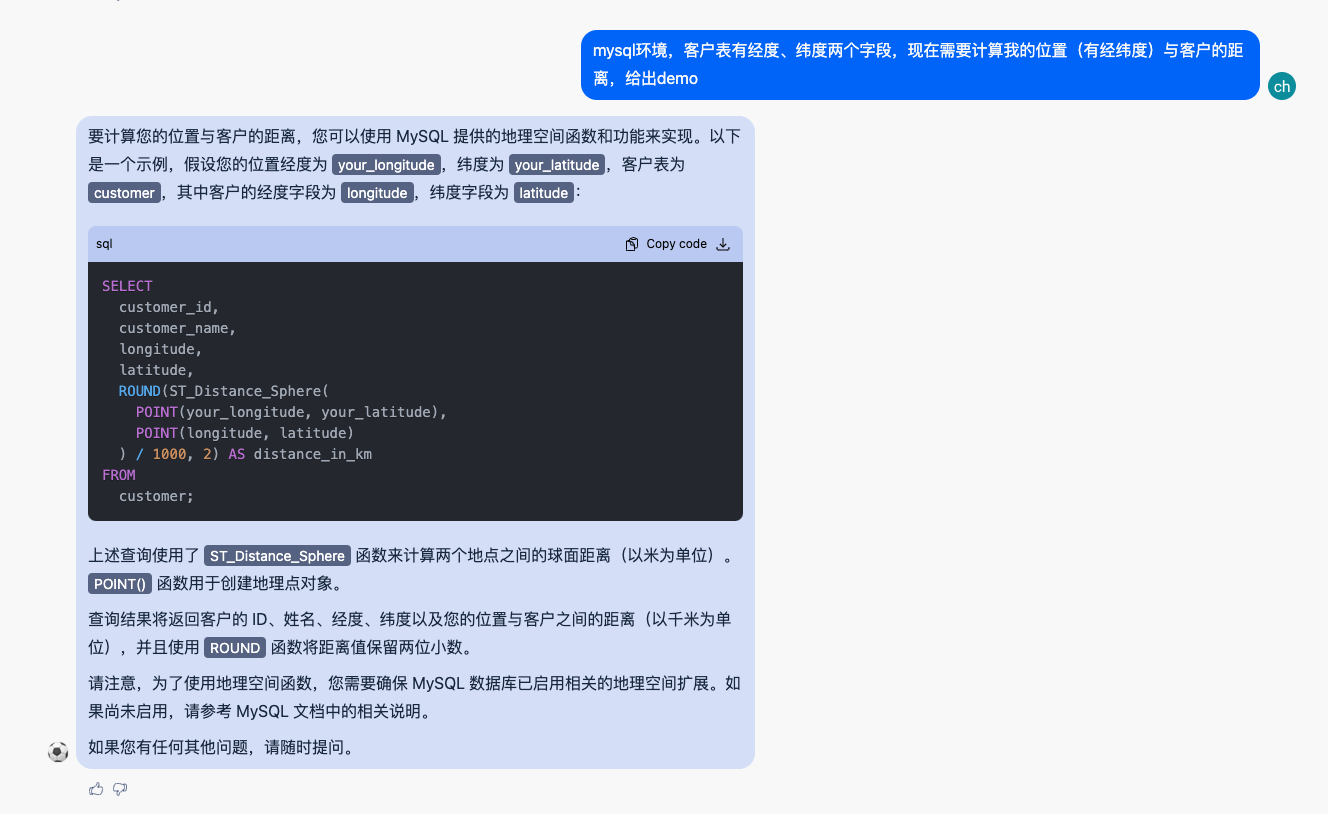 mysql环境，客户表有经度、纬度两个字段，现在需要计算我的位置（有经纬度）与客户的距
离，给出demo
ch
要计算您的位置与客户的距离，您可以使用 MySQL 提供的地理空间函数和功能来实现。以下
是一个示例，假设您的位置经度为 your_longitude，纬度为 your_latitude，客户表为
customer，其中客户的经度字段为 longitude，纬度字段为 latitude：
sql Copy code
SELECT
  customer_id,
  customer_name,
  longitude,
  latitude,
  ROUND(ST_Distance_Sphere(
    POINT(your_longitude, your_latitude),
    POINT(longitude, latitude)
  ) / 1000, 2) AS distance_in_km
FROM
  customer;
上述查询使用了 ST_Distance_Sphere 函数来计算两个地点之间的球面距离（以米为单位）。
POINT() 函数用于创建地理点对象。
查询结果将返回客户的 ID、姓名、经度、纬度以及您的位置与客户之间的距离（以千米为单
位），并且使用 ROUND 函数将距离值保留两位小数。
请注意，为了使用地理空间函数，您需要确保 MySQL 数据库已启用相关的地理空间扩展。如
果尚未启用，请参考 MySQL 文档中的相关说明。
如果您有任何其他问题，请随时提问。